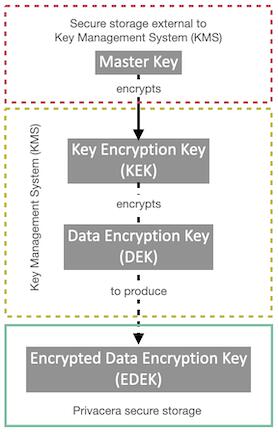 Secure storage external to
Key Management System (KMS)
Master Key
encrypts
Key Management System (KMS)
Key Encryption Key
(KEK)
encrypts
Data Encryption Key
(DEK)
to produce
Encrypted Data Encryption Key
(EDEK)
Privacera secure storage